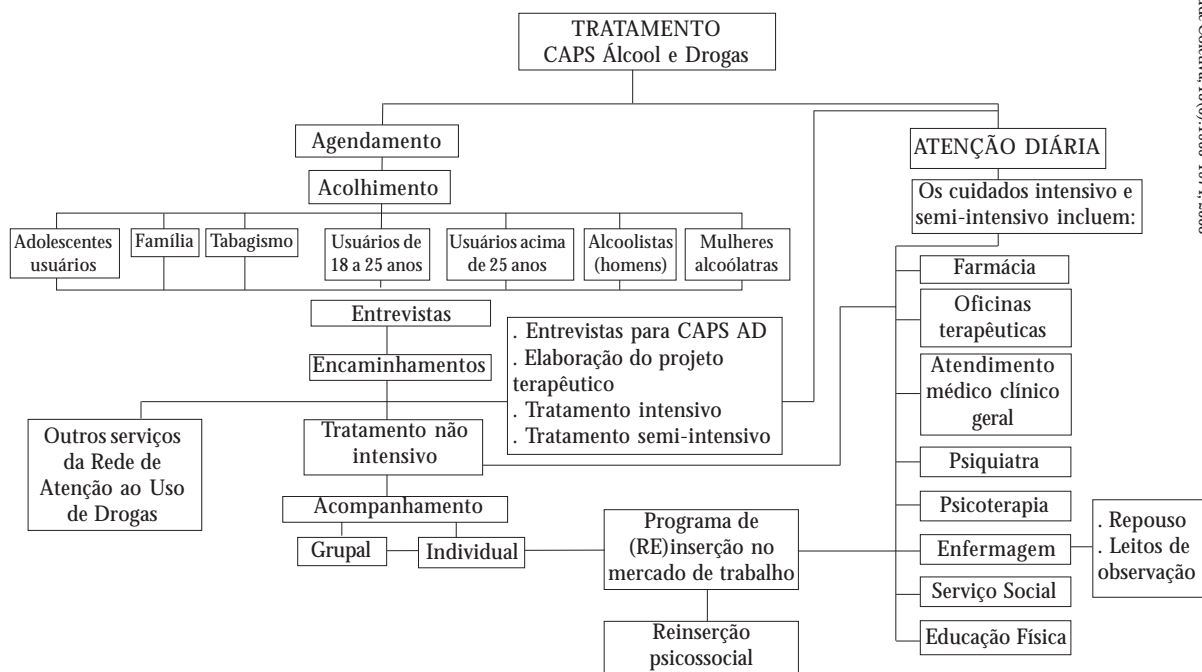 TRATAMENTO
CAPS Álcool e Drogas
Agendamento
Acolhimento
Adolescentes
usuários
Família
Tabagismo
Usuários de
18 a 25 anos
Usuários acima
de 25 anos
Alcoolistas
(homens)
Mulheres
alcoólatras
Entrevistas
Encaminhamentos
. Entrevistas para CAPS AD
. Elaboração do projeto
terapêutico
. Tratamento intensivo
. Tratamento semi-intensivo
Outros serviços
da Rede de
Atenção ao Uso
de Drogas
Tratamento não
intensivo
Acompanhamento
Grupal
Individual
Programa de
(RE)inserção no
mercado de trabalho
Reinserção
psicossocial
ATENÇÃO DIÁRIA
Os cuidados intensivo e
semi-intensivo incluem:
Farmácia
Oficinas
terapêuticas
Atendimento
médico clínico
geral
Psiquiatra
Psicoterapia
Enfermagem
. Repouso
. Leitos de
observação
Serviço Social
Educação Física